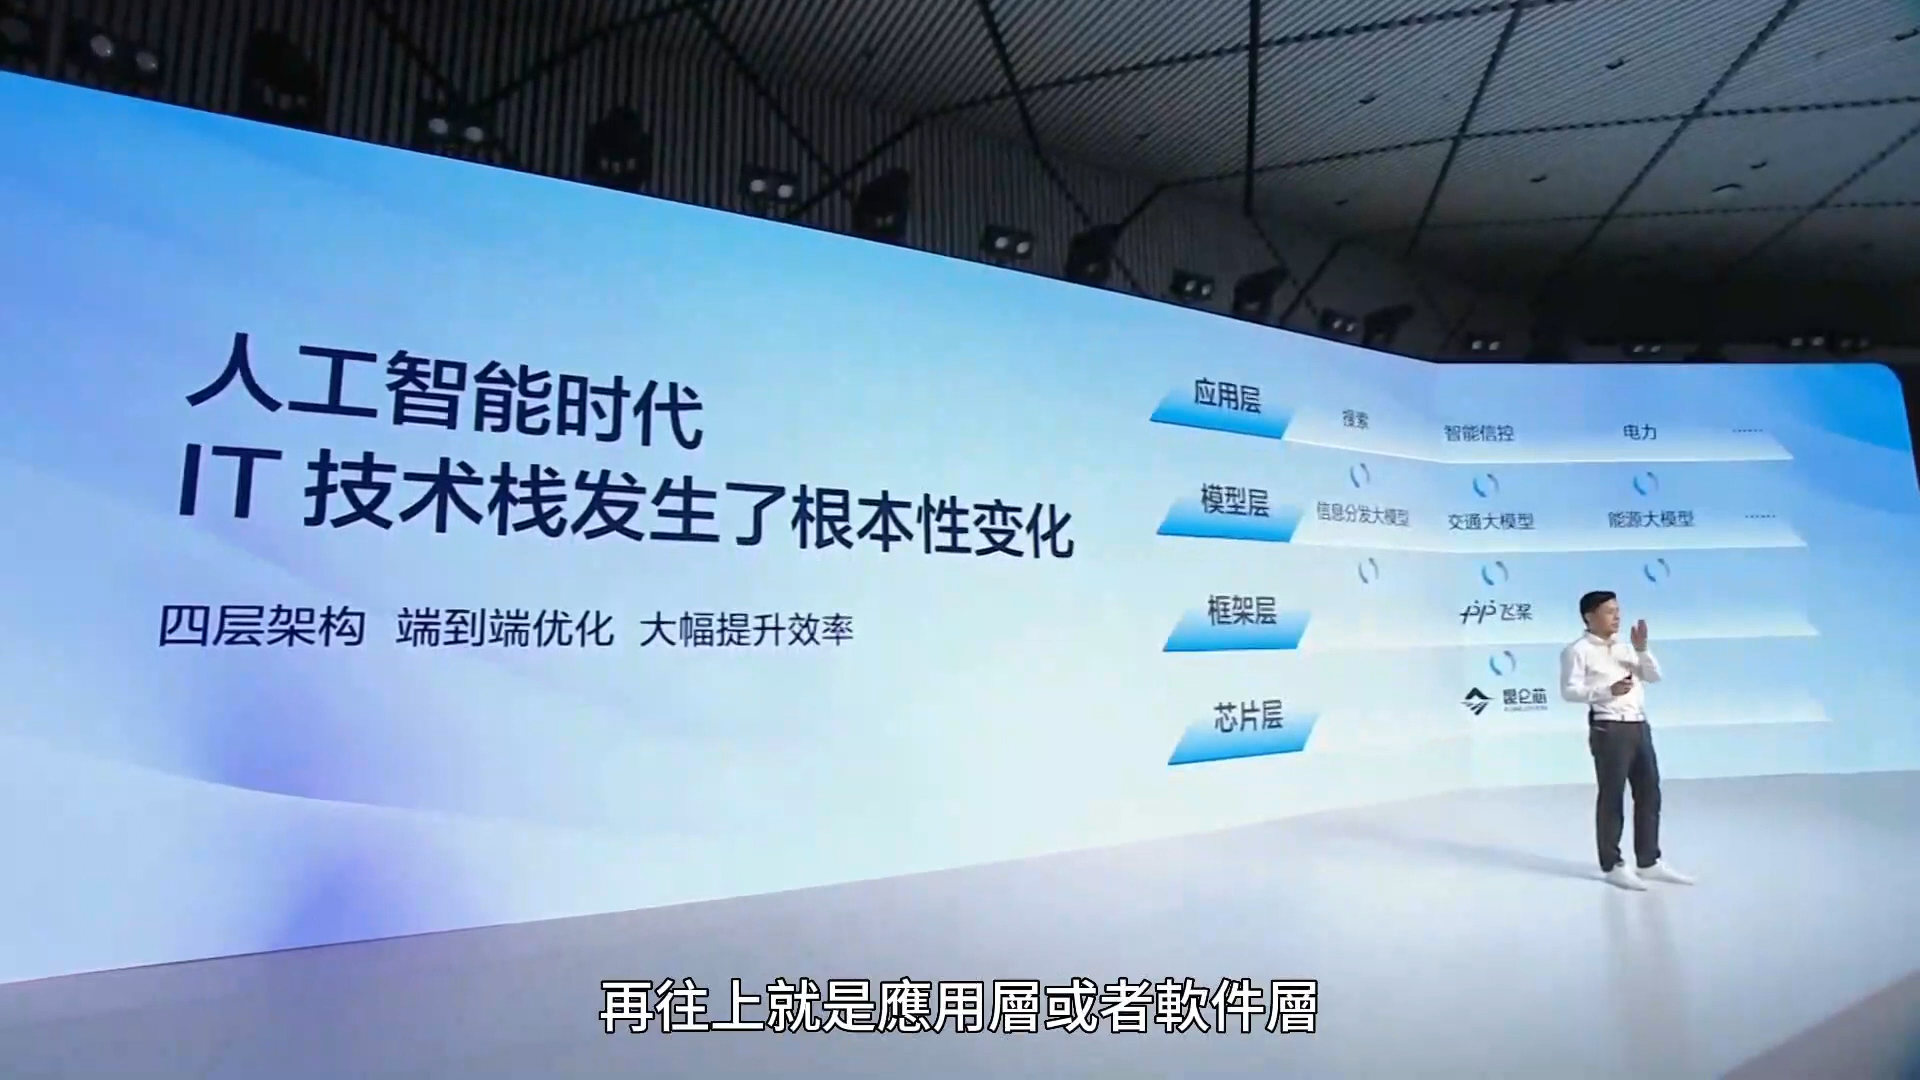 人工智能时代
IT 技术栈发生了根本性变化
四层架构 端到端优化 大幅提升效率
应用层 搜索 智能信控 电力 ……
模型层 信息分发大模型 交通大模型 能源大模型 ……
框架层 飞桨
芯片层 昆仑芯
再往上就是應用層或者軟件層